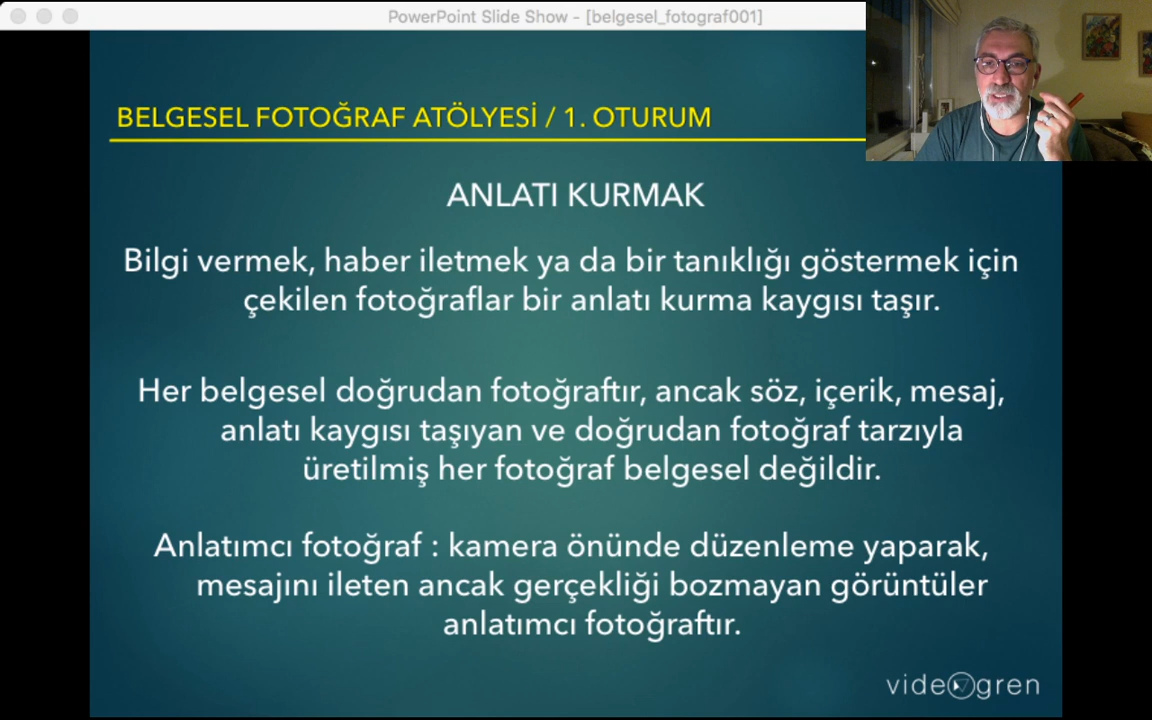 PowerPoint Slide Show - [belgesel_fotograf001]
BELGESEL FOTOĞRAF ATÖLYESİ / 1. OTURUM
ANLATI KURMAK
Bilgi vermek, haber iletmek ya da bir tanıklığı göstermek için
çekilen fotoğraflar bir anlatı kurma kaygısı taşır.
Her belgesel doğrudan fotoğraftır, ancak söz, içerik, mesaj,
anlatı kaygısı taşıyan ve doğrudan fotoğraf tarzıyla
üretilmiş her fotoğraf belgesel değildir.
Anlatımcı fotoğraf : kamera önünde düzenleme yaparak,
mesajını ileten ancak gerçekliği bozmayan görüntüler
anlatımcı fotoğraftır.
videogren